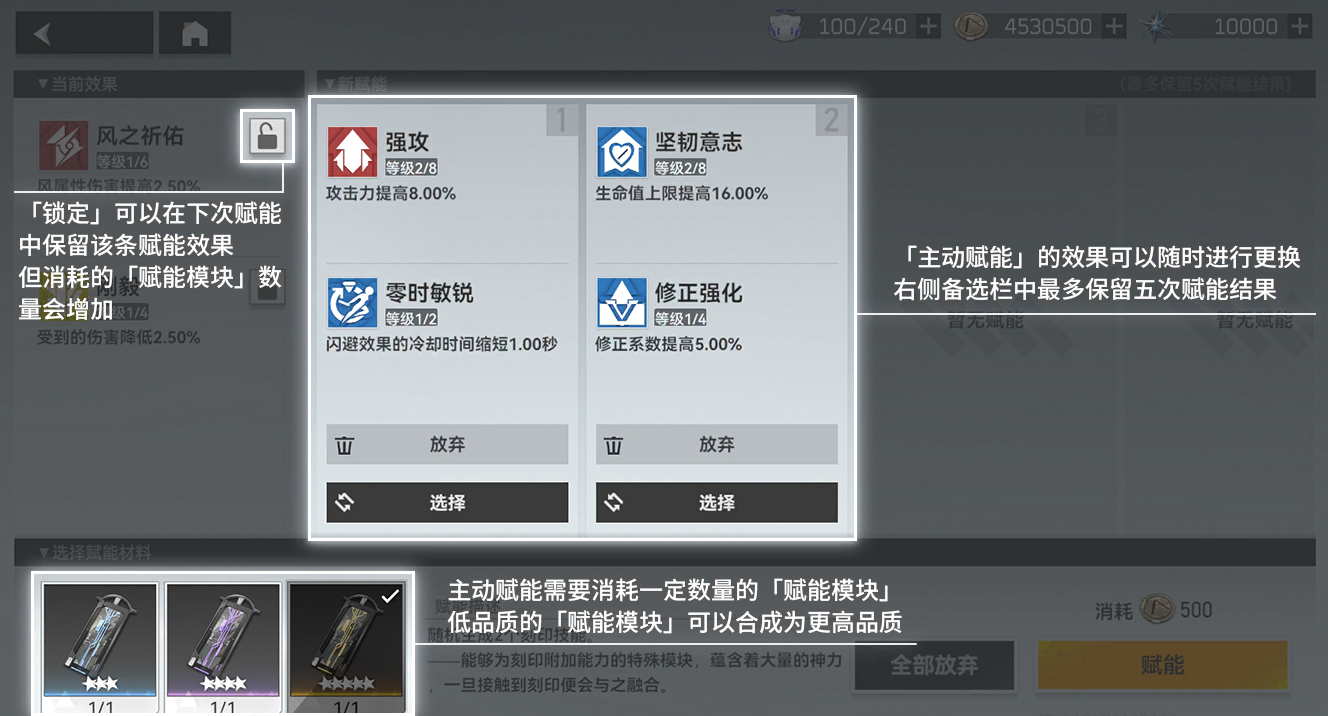 100/240
4530500
10000
▼当前效果
▼新赋能
(最多保留5次赋能结果)
风之祈佑
等级1/6
风属性伤害提高2.50%
「锁定」可以在下次赋能
中保留该条赋能效果
但消耗的「赋能模块」数
量会增加
刚毅
等级1/4
受到的伤害降低2.50%
1
强攻
等级2/8
攻击力提高8.00%
零时敏锐
等级1/2
闪避效果的冷却时间缩短1.00秒
放弃
选择
2
坚韧意志
等级2/8
生命值上限提高16.00%
修正强化
等级1/4
修正系数提高5.00%
放弃
选择
3
「主动赋能」的效果可以随时进行更换
右侧备选栏中最多保留五次赋能结果
暂无赋能
暂无赋能
▼选择赋能材料
1/1
1/1
1/1
主动赋能需要消耗一定数量的「赋能模块」
低品质的「赋能模块」可以合成为更高品质
赋能描述
随机生成2个刻印技能。
——能够为刻印附加能力的特殊模块，蕴含着大量的神力
，一旦接触到刻印便会与之融合。
消耗 500
全部放弃
赋能